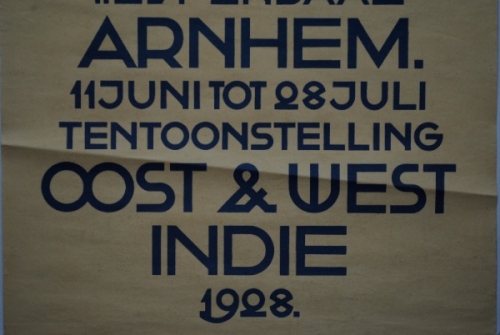 ARNHEM.
11 JUNI TOT 28 JULI
TENTOONSTELLING
OOST & WEST
INDIE
1928.